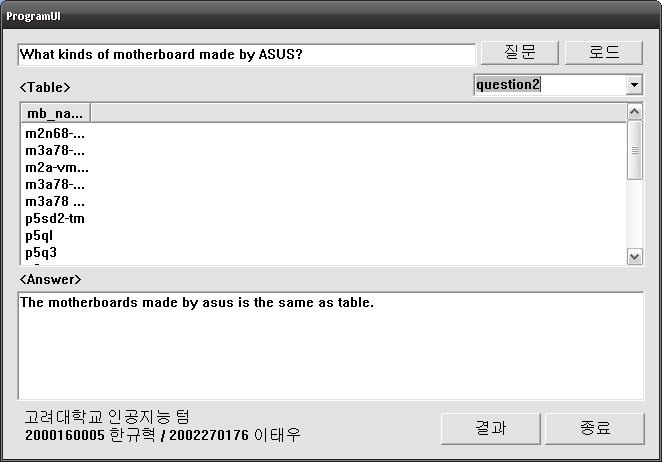 ProgramUI
What kinds of motherboard made by ASUS?
질문
로드
<Table>
question2
mb_na...
m2n68-...
m3a78-...
m2a-vm...
m3a78-...
m3a78 ...
p5sd2-tm
p5ql
p5q3
<Answer>
The motherboards made by asus is the same as table.
고려대학교 인공지능 텀
2000160005 한규혁 / 2002270176 이태우
결과
종료